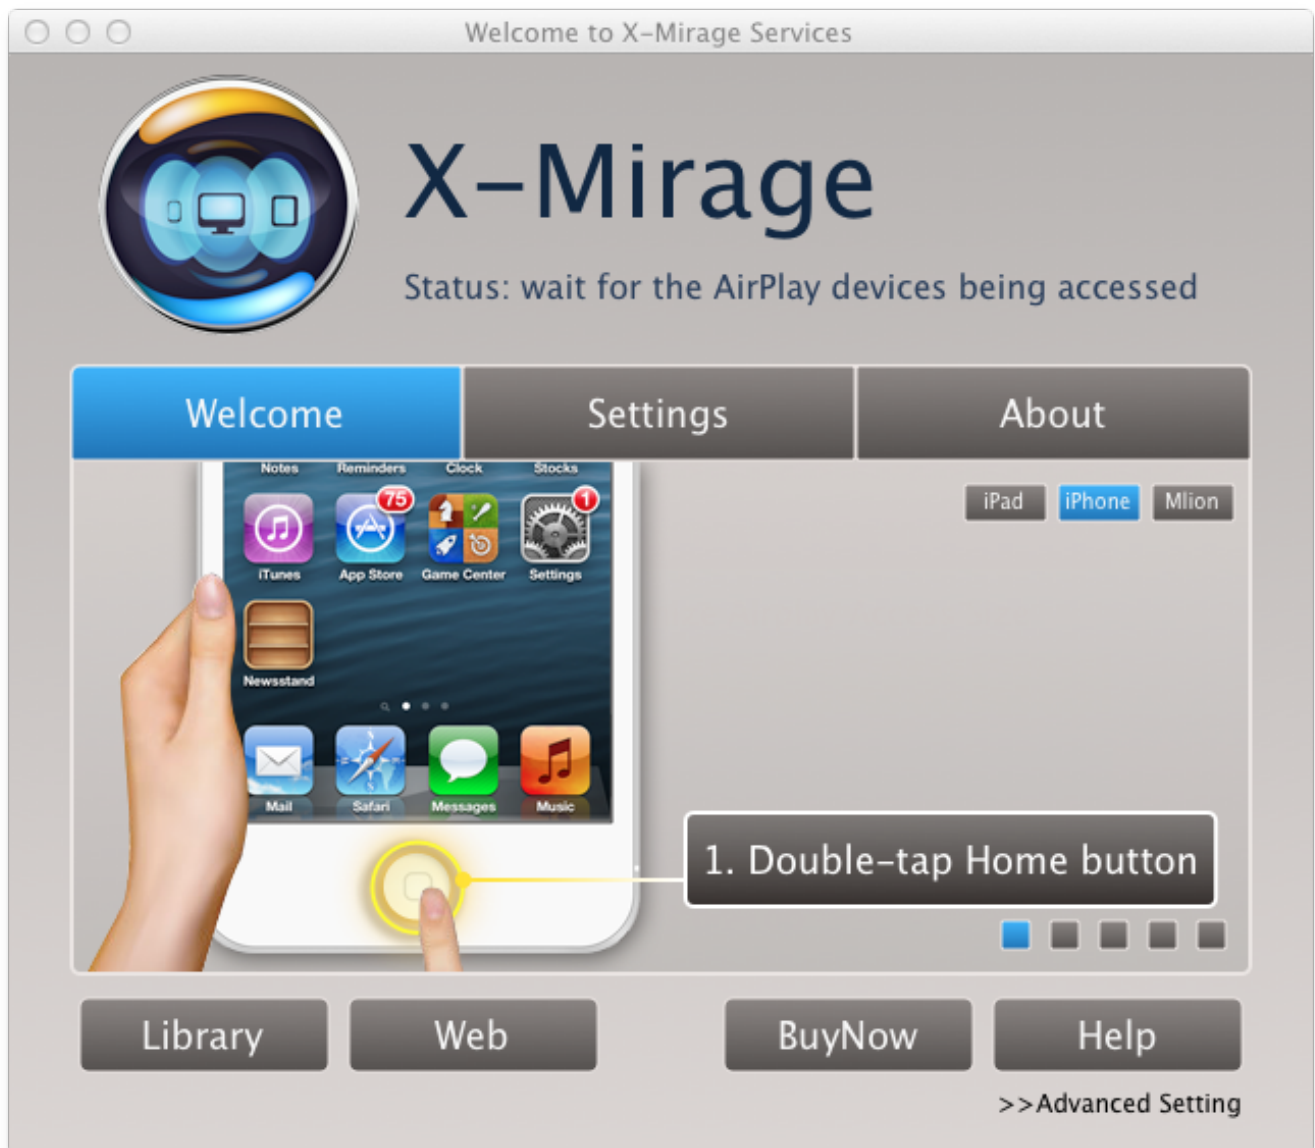 Welcome to X-Mirage Services
X-Mirage
Status: wait for the AirPlay devices being accessed
Welcome Settings About
Notes Reminders Clock Stocks
iPad iPhone Mlion
75 1
iTunes App Store Game Center Settings
Newsstand
Mail Safari Messages Music
1. Double-tap Home button
Library Web BuyNow Help
>>Advanced Setting